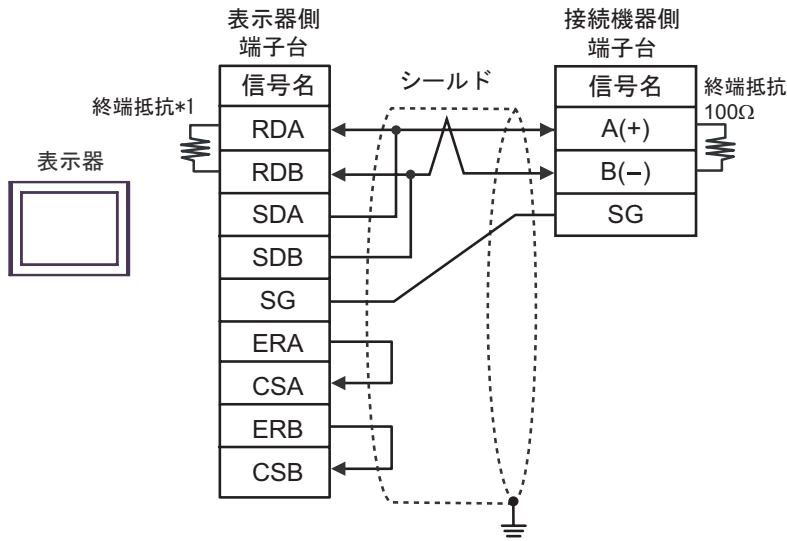 表示器側
端子台
接続機器側
端子台
信号名
シールド
信号名
終端抵抗
100Ω
終端抵抗*1
RDA
A(+)
RDB
B(−)
表示器
SDA
SG
SDB
SG
ERA
CSA
ERB
CSB